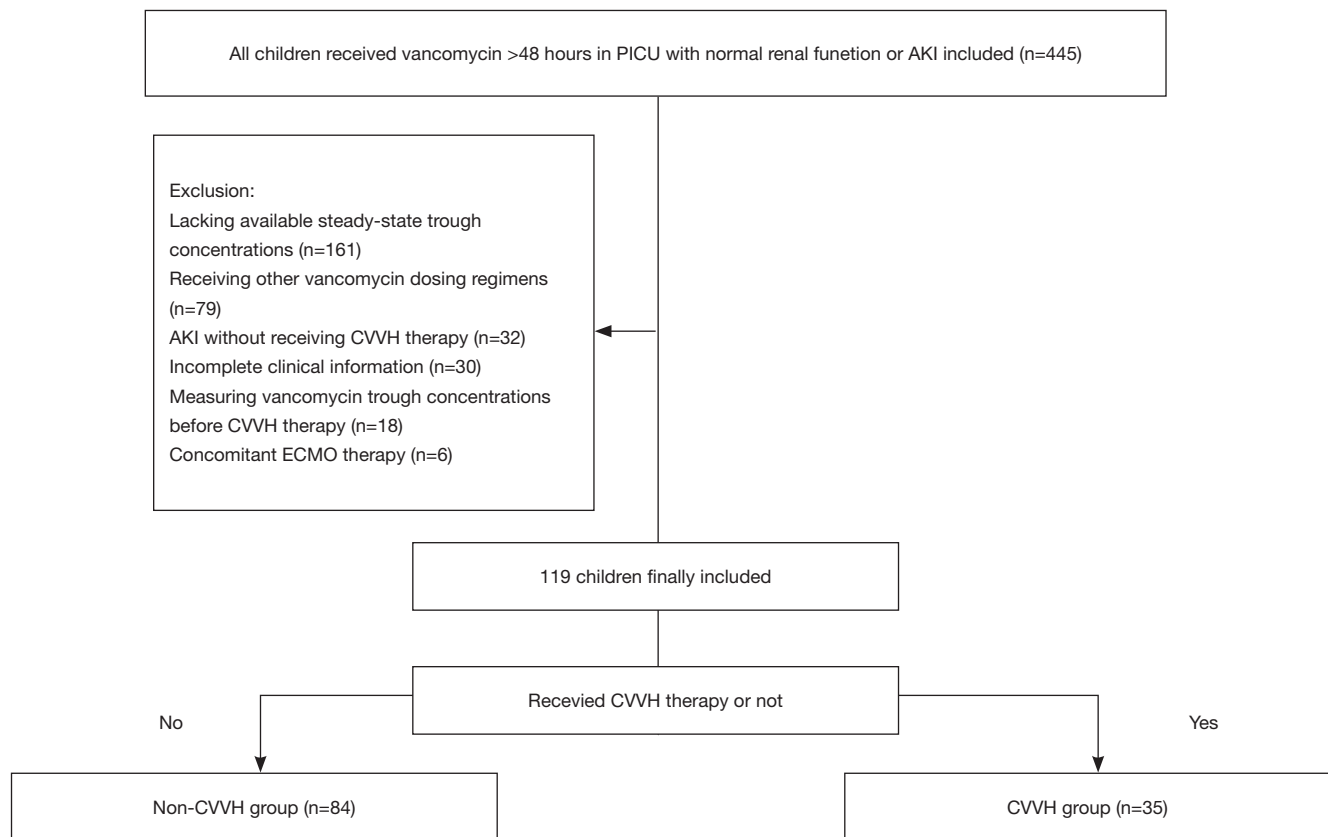 All children received vancomycin >48 hours in PICU with normal renal funetion or AKI included (n=445)
Exclusion:
Lacking available steady-state trough
concentrations (n=161)
Receiving other vancomycin dosing regimens
(n=79)
AKI without receiving CVVH therapy (n=32)
Incomplete clinical information (n=30)
Measuring vancomycin trough concentrations
before CVVH therapy (n=18)
Concomitant ECMO therapy (n=6)
119 children finally included
Recevied CVVH therapy or not
No
Yes
Non-CVVH group (n=84)
CVVH group (n=35)